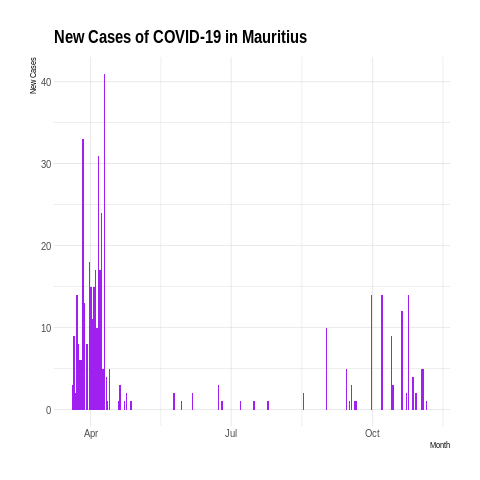 New Cases of COVID-19 in Mauritius
New Cases
40
30
20
10
0
Apr
Jul
Oct
Month